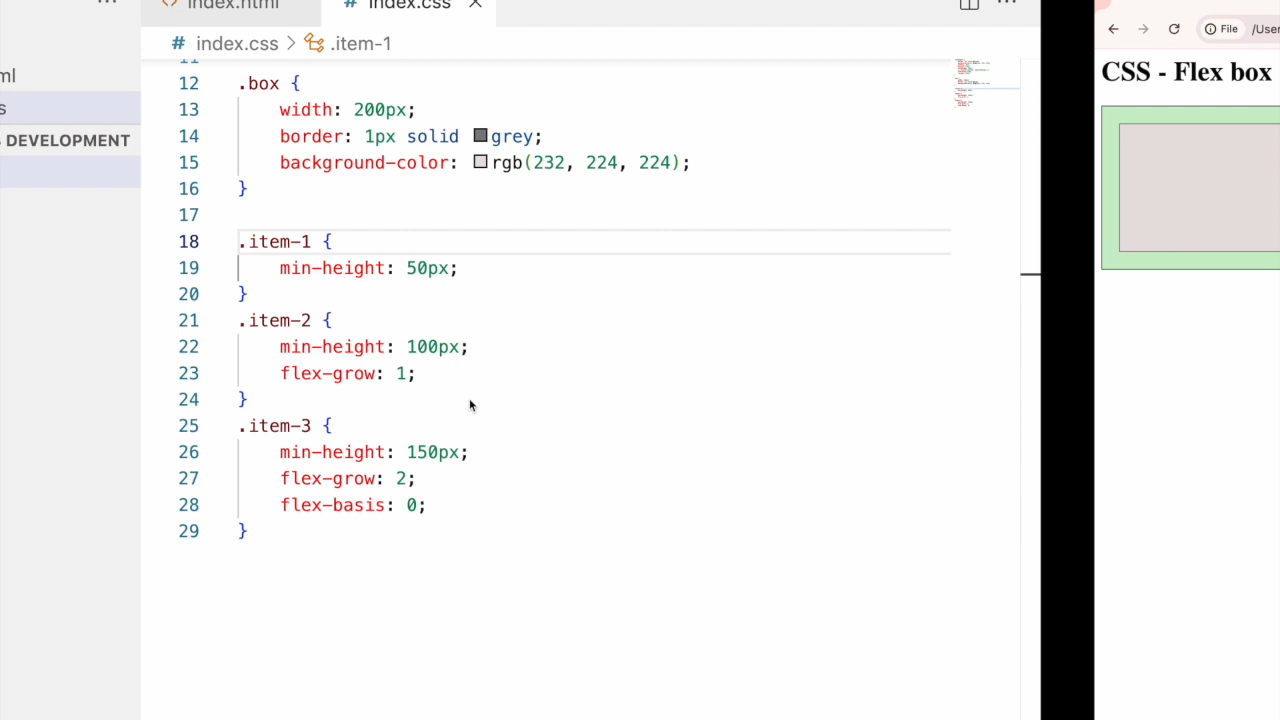 index.html
# index.css
# index.css > .item-1
ml
s
DEVELOPMENT
11
12 .box {
13 width: 200px;
14 border: 1px solid grey;
15 background-color: rgb(232, 224, 224);
16 }
17
18 .item-1 {
19 min-height: 50px;
20 }
21 .item-2 {
22 min-height: 100px;
23 flex-grow: 1;
24 }
25 .item-3 {
26 min-height: 150px;
27 flex-grow: 2;
28 flex-basis: 0;
29 }
File /User
CSS - Flex box